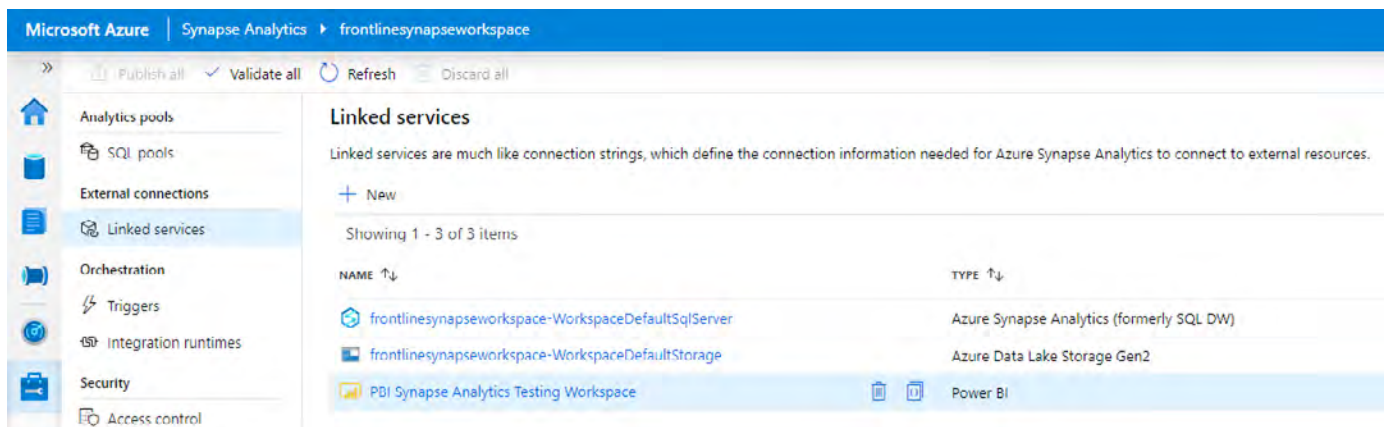 Microsoft Azure | Synapse Analytics ▸ frontlinesynapseworkspace
» Publish all Validate all Refresh Discard all
Analytics pools
SQL pools
External connections
Linked services
Orchestration
Triggers
Integration runtimes
Security
Access control
Linked services
Linked services are much like connection strings, which define the connection information needed for Azure Synapse Analytics to connect to external resources.
+ New
Showing 1 - 3 of 3 items
NAME ↑↓ TYPE ↑↓
frontlinesynapseworkspace-WorkspaceDefaultSqlServer Azure Synapse Analytics (formerly SQL DW)
frontlinesynapseworkspace-WorkspaceDefaultStorage Azure Data Lake Storage Gen2
PBI Synapse Analytics Testing Workspace Power BI